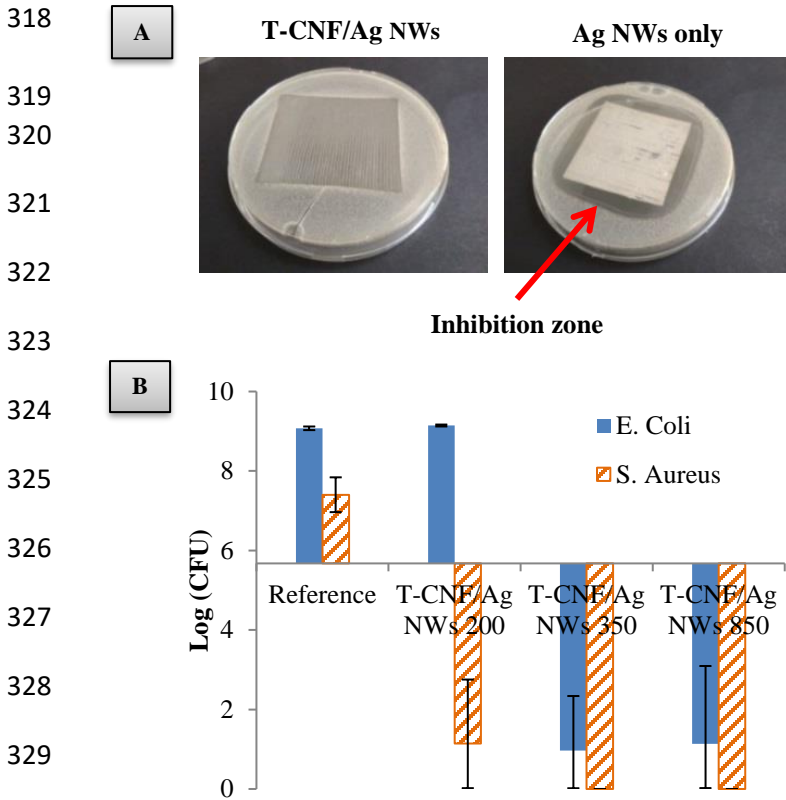 318
A
T-CNF/Ag NWs
Ag NWs only
319
320
321
322
Inhibition zone
323
B
324
325
326
327
328
329
10
8
6
4
2
0
Log (CFU)
E. Coli
S. Aureus
Reference
T-CNF/Ag
NWs 200
T-CNF/Ag
NWs 350
T-CNF/Ag
NWs 850